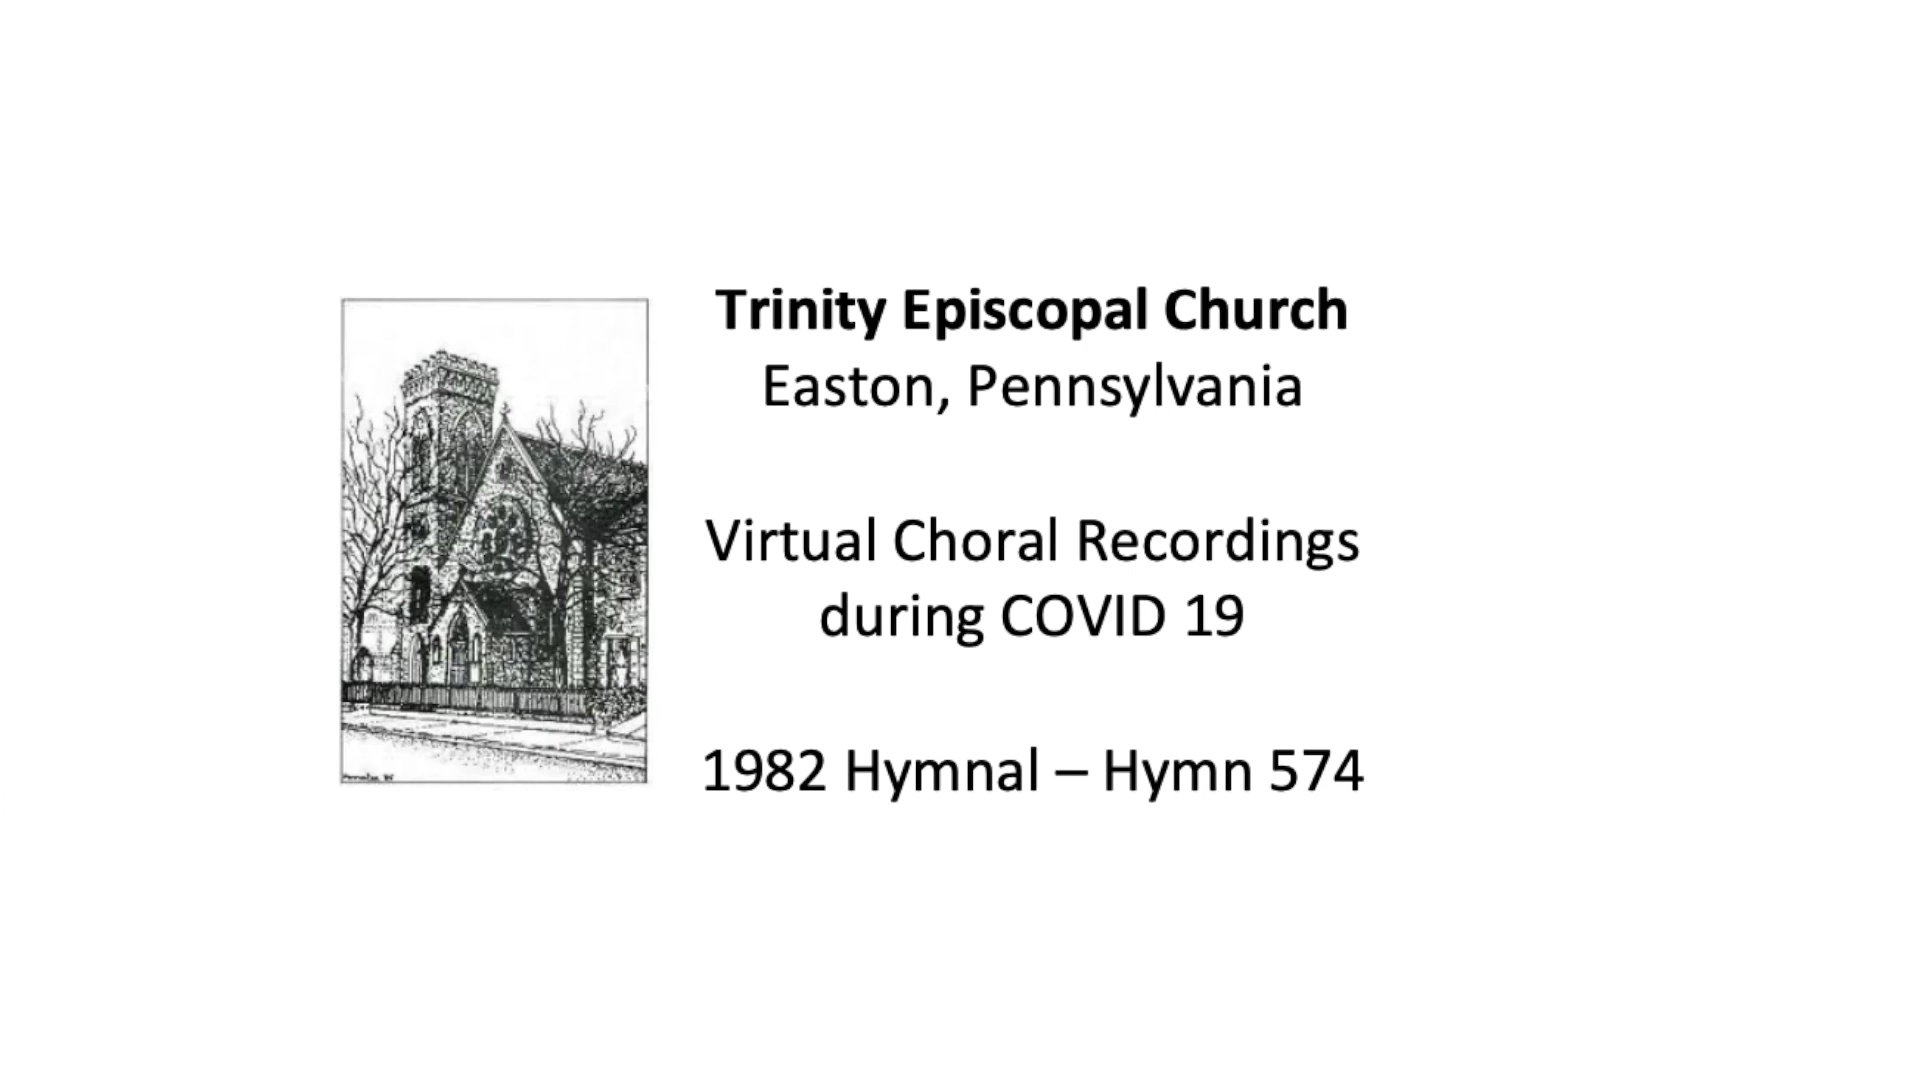 Trinity Episcopal Church
Easton, Pennsylvania
Virtual Choral Recordings
during COVID 19
1982 Hymnal – Hymn 574